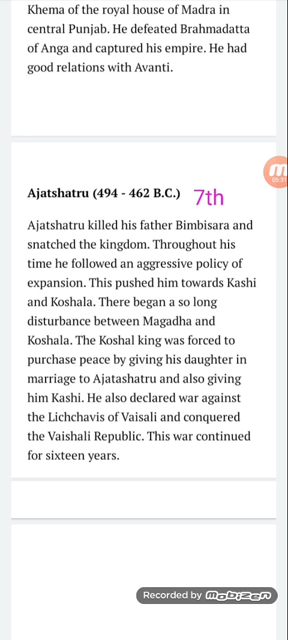 Khema of the royal house of Madra in
central Punjab. He defeated Brahmadatta
of Anga and captured his empire. He had
good relations with Avanti.
Ajatshatru (494 - 462 B.C.) 7th
Ajatshatru killed his father Bimbisara and
snatched the kingdom. Throughout his
time he followed an aggressive policy of
expansion. This pushed him towards Kashi
and Koshala. There began a so long
disturbance between Magadha and
Koshala. The Koshal king was forced to
purchase peace by giving his daughter in
marriage to Ajatashatru and also giving
him Kashi. He also declared war against
the Lichchavis of Vaisali and conquered
the Vaishali Republic. This war continued
for sixteen years.
Recorded by mobizen